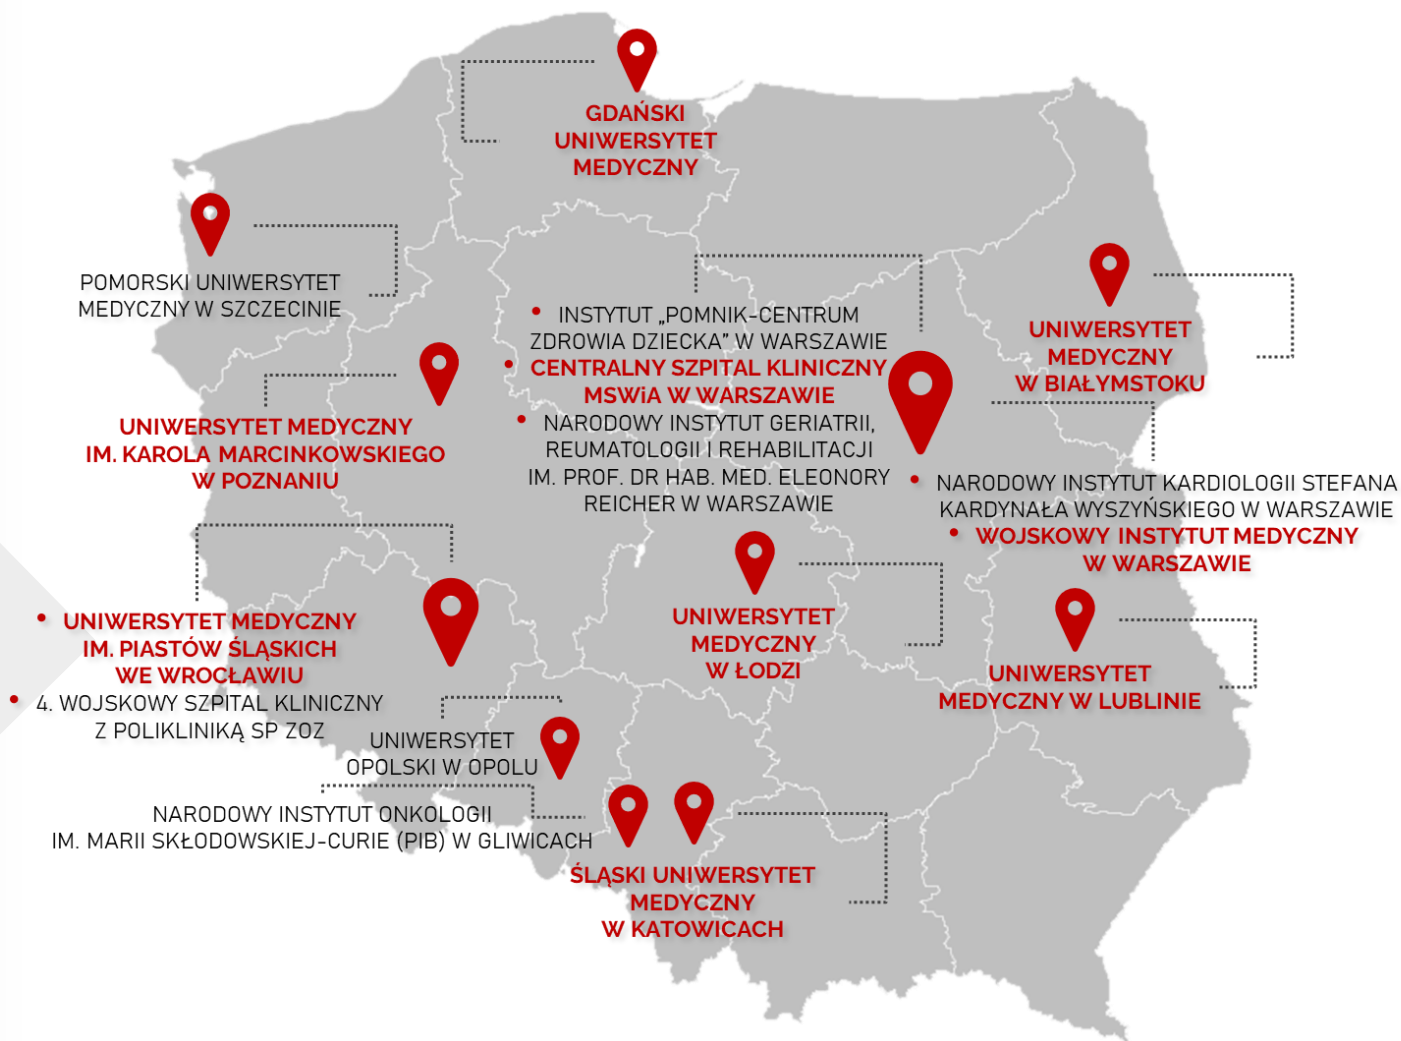 GDAŃSKI
UNIWERSYTET
MEDYCZNY
POMORSKI UNIWERSYTET
MEDYCZNY W SZCZECINIE
• INSTYTUT „POMNIK-CENTRUM
ZDROWIA DZIECKA” W WARSZAWIE
• CENTRALNY SZPITAL KLINICZNY
MSWiA W WARSZAWIE
• NARODOWY INSTYTUT GERIATRII,
REUMATOLOGII I REHABILITACJI
IM. PROF. DR HAB. MED. ELEONORY
REICHER W WARSZAWIE
UNIWERSYTET
MEDYCZNY
W BIAŁYMSTOKU
UNIWERSYTET MEDYCZNY
IM. KAROLA MARCINKOWSKIEGO
W POZNANIU
• NARODOWY INSTYTUT KARDIOLOGII STEFANA
KARDYNAŁA WYSZYŃSKIEGO W WARSZAWIE
• WOJSKOWY INSTYTUT MEDYCZNY
W WARSZAWIE
• UNIWERSYTET MEDYCZNY
IM. PIASTÓW ŚLĄSKICH
WE WROCŁAWIU
• 4. WOJSKOWY SZPITAL KLINICZNY
Z POLIKLINIKĄ SP ZOZ
UNIWERSYTET
MEDYCZNY
W ŁODZI
UNIWERSYTET
MEDYCZNY W LUBLINIE
UNIWERSYTET
OPOLSKI W OPOLU
NARODOWY INSTYTUT ONKOLOGII
IM. MARII SKŁODOWSKIEJ-CURIE (PIB) W GLIWICACH
ŚLĄSKI UNIWERSYTET
MEDYCZNY
W KATOWICACH